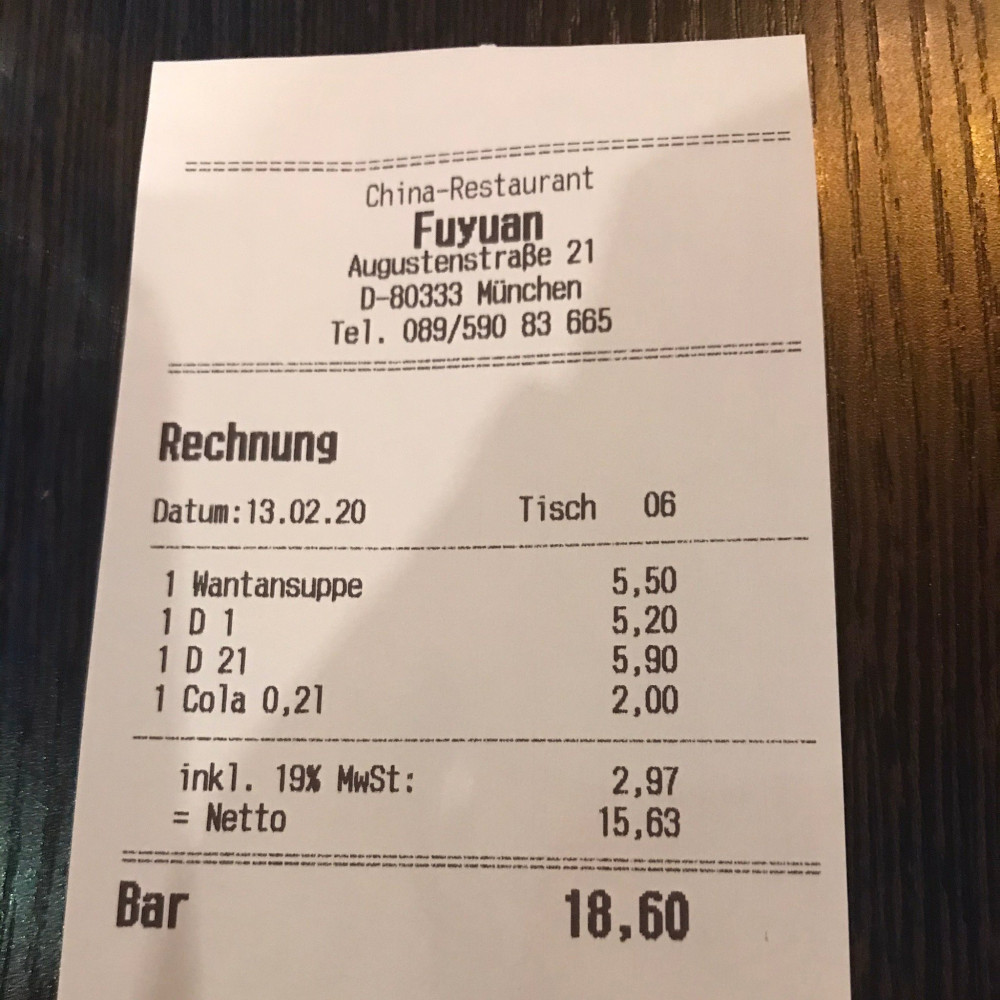 China-Restaurant
Fuyuan
Augustenstraße 21
D-80333 München
Tel. 089/590 83 665
Rechnung
Datum:13.02.20 Tisch 06
1 Wantansuppe 5,50
1 D 1 5,20
1 D 21 5,90
1 Cola 0,2l 2,00
inkl. 19% MwSt: 2,97
= Netto 15,63
Bar 18,60